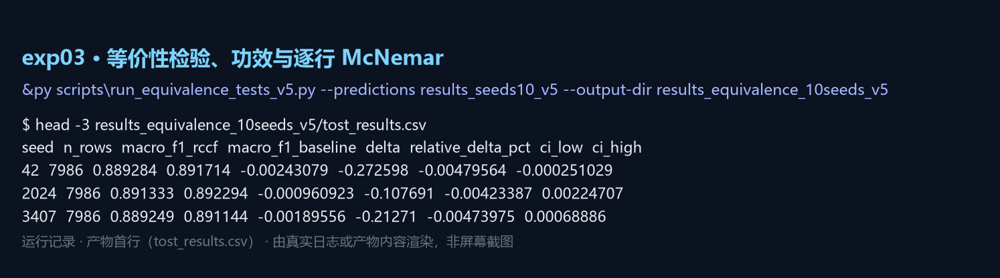 exp03 • 等价性检验、功效与逐行 McNemar
&py scripts\run_equivalence_tests_v5.py --predictions results_seeds10_v5 --output-dir results_equivalence_10seeds_v5
$ head -3 results_equivalence_10seeds_v5/tost_results.csv
seed n_rows macro_f1_rccf macro_f1_baseline delta relative_delta_pct ci_low ci_high
42 7986 0.889284 0.891714 -0.00243079 -0.272598 -0.00479564 -0.000251029
2024 7986 0.891333 0.892294 -0.000960923 -0.107691 -0.00423387 0.00224707
3407 7986 0.889249 0.891144 -0.00189556 -0.21271 -0.00473975 0.00068886
运行记录 · 产物首行（tost_results.csv） · 由真实日志或产物内容渲染，非屏幕截图